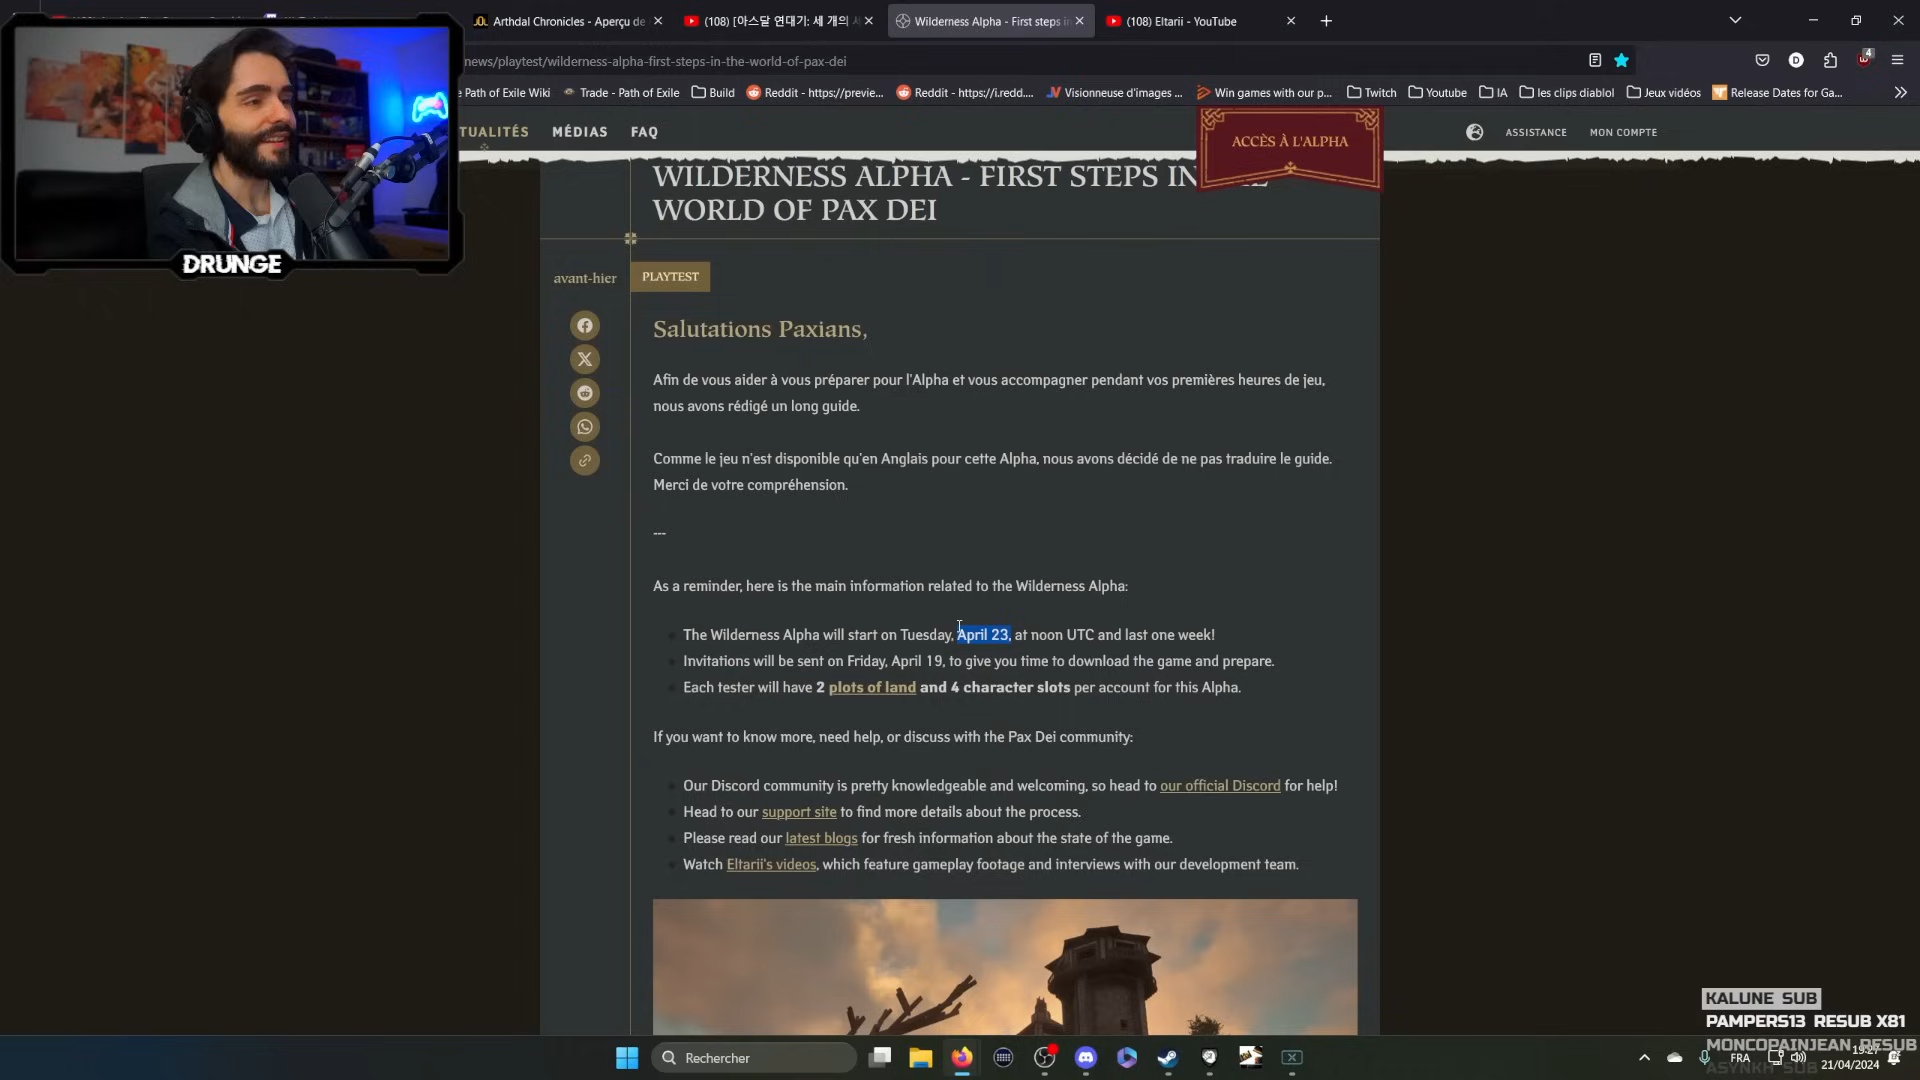 Arthdal Chronicles - Aperçu de
(108) [아스달 연대기: 세 개의 세
Wilderness Alpha - First steps in
(108) Eltarii - YouTube
news/playtest/wilderness-alpha-first-steps-in-the-world-of-pax-dei
4
Path of Exile Wiki
Trade - Path of Exile
Build
Reddit - https://previe...
Reddit - https://i.redd....
Visionneuse d'images ...
Win games with our p...
Twitch
Youtube
IA
les clips diablol
Jeux vidéos
Release Dates for Ga...
TUALITÉS
MÉDIAS
FAQ
ACCÈS À L'ALPHA
ASSISTANCE
MON COMPTE
WILDERNESS ALPHA - FIRST STEPS IN
WORLD OF PAX DEI
DRUNGE
avant-hier
PLAYTEST
Salutations Paxians,
Afin de vous aider à vous préparer pour l'Alpha et vous accompagner pendant vos premières heures de jeu,
nous avons rédigé un long guide.
Comme le jeu n'est disponible qu'en Anglais pour cette Alpha, nous avons décidé de ne pas traduire le guide.
Merci de votre compréhension.
---
As a reminder, here is the main information related to the Wilderness Alpha:
The Wilderness Alpha will start on Tuesday, April 23, at noon UTC and last one week!
Invitations will be sent on Friday, April 19, to give you time to download the game and prepare.
Each tester will have 2 plots of land and 4 character slots per account for this Alpha.
If you want to know more, need help, or discuss with the Pax Dei community:
Our Discord community is pretty knowledgeable and welcoming, so head to our official Discord for help!
Head to our support site to find more details about the process.
Please read our latest blogs for fresh information about the state of the game.
Watch Eltarii's videos, which feature gameplay footage and interviews with our development team.
KALUNE SUB
PAMPERS13 RESUB X81
MONCOPAINJEAN RESUB
ASYNKH SUB
Rechercher
FRA
19:27
21/04/2024